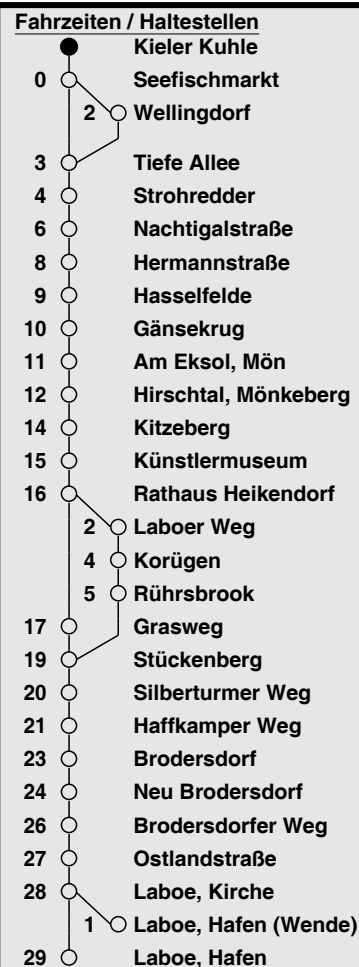 Fahrzeiten / Haltestellen
Kieler Kuhle
0 Seefischmarkt
2 Wellingdorf
3 Tiefe Allee
4 Strohredder
6 Nachtigalstraße
8 Hermannstraße
9 Hasselfelde
10 Gänsekrug
11 Am Eksol, Mön
12 Hirschtal, Mönkeberg
14 Kitzeberg
15 Künstlermuseum
16 Rathaus Heikendorf
2 Laboer Weg
4 Korügen
5 Rührsbrook
17 Grasweg
19 Stückenberg
20 Silberturmer Weg
21 Haffkamper Weg
23 Brodersdorf
24 Neu Brodersdorf
26 Brodersdorfer Weg
27 Ostlandstraße
28 Laboe, Kirche
1 Laboe, Hafen (Wende)
29 Laboe, Hafen